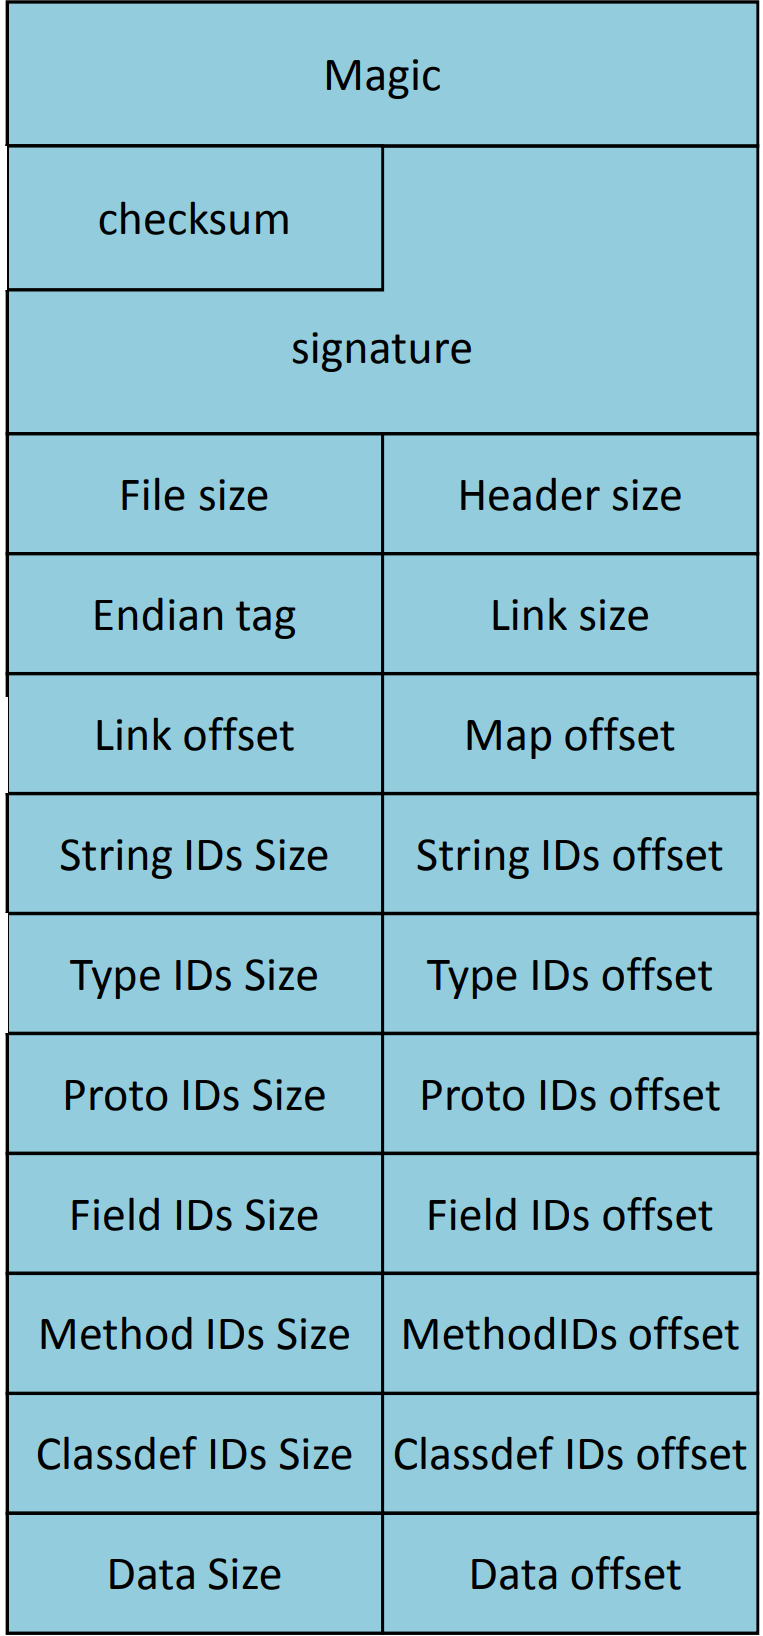 Magic
checksum
signature
File size
Header size
Endian tag
Link size
Link offset
Map offset
String IDs Size
String IDs offset
Type IDs Size
Type IDs offset
Proto IDs Size
Proto IDs offset
Field IDs Size
Field IDs offset
Method IDs Size
MethodIDs offset
Classdef IDs Size
Classdef IDs offset
Data Size
Data offset